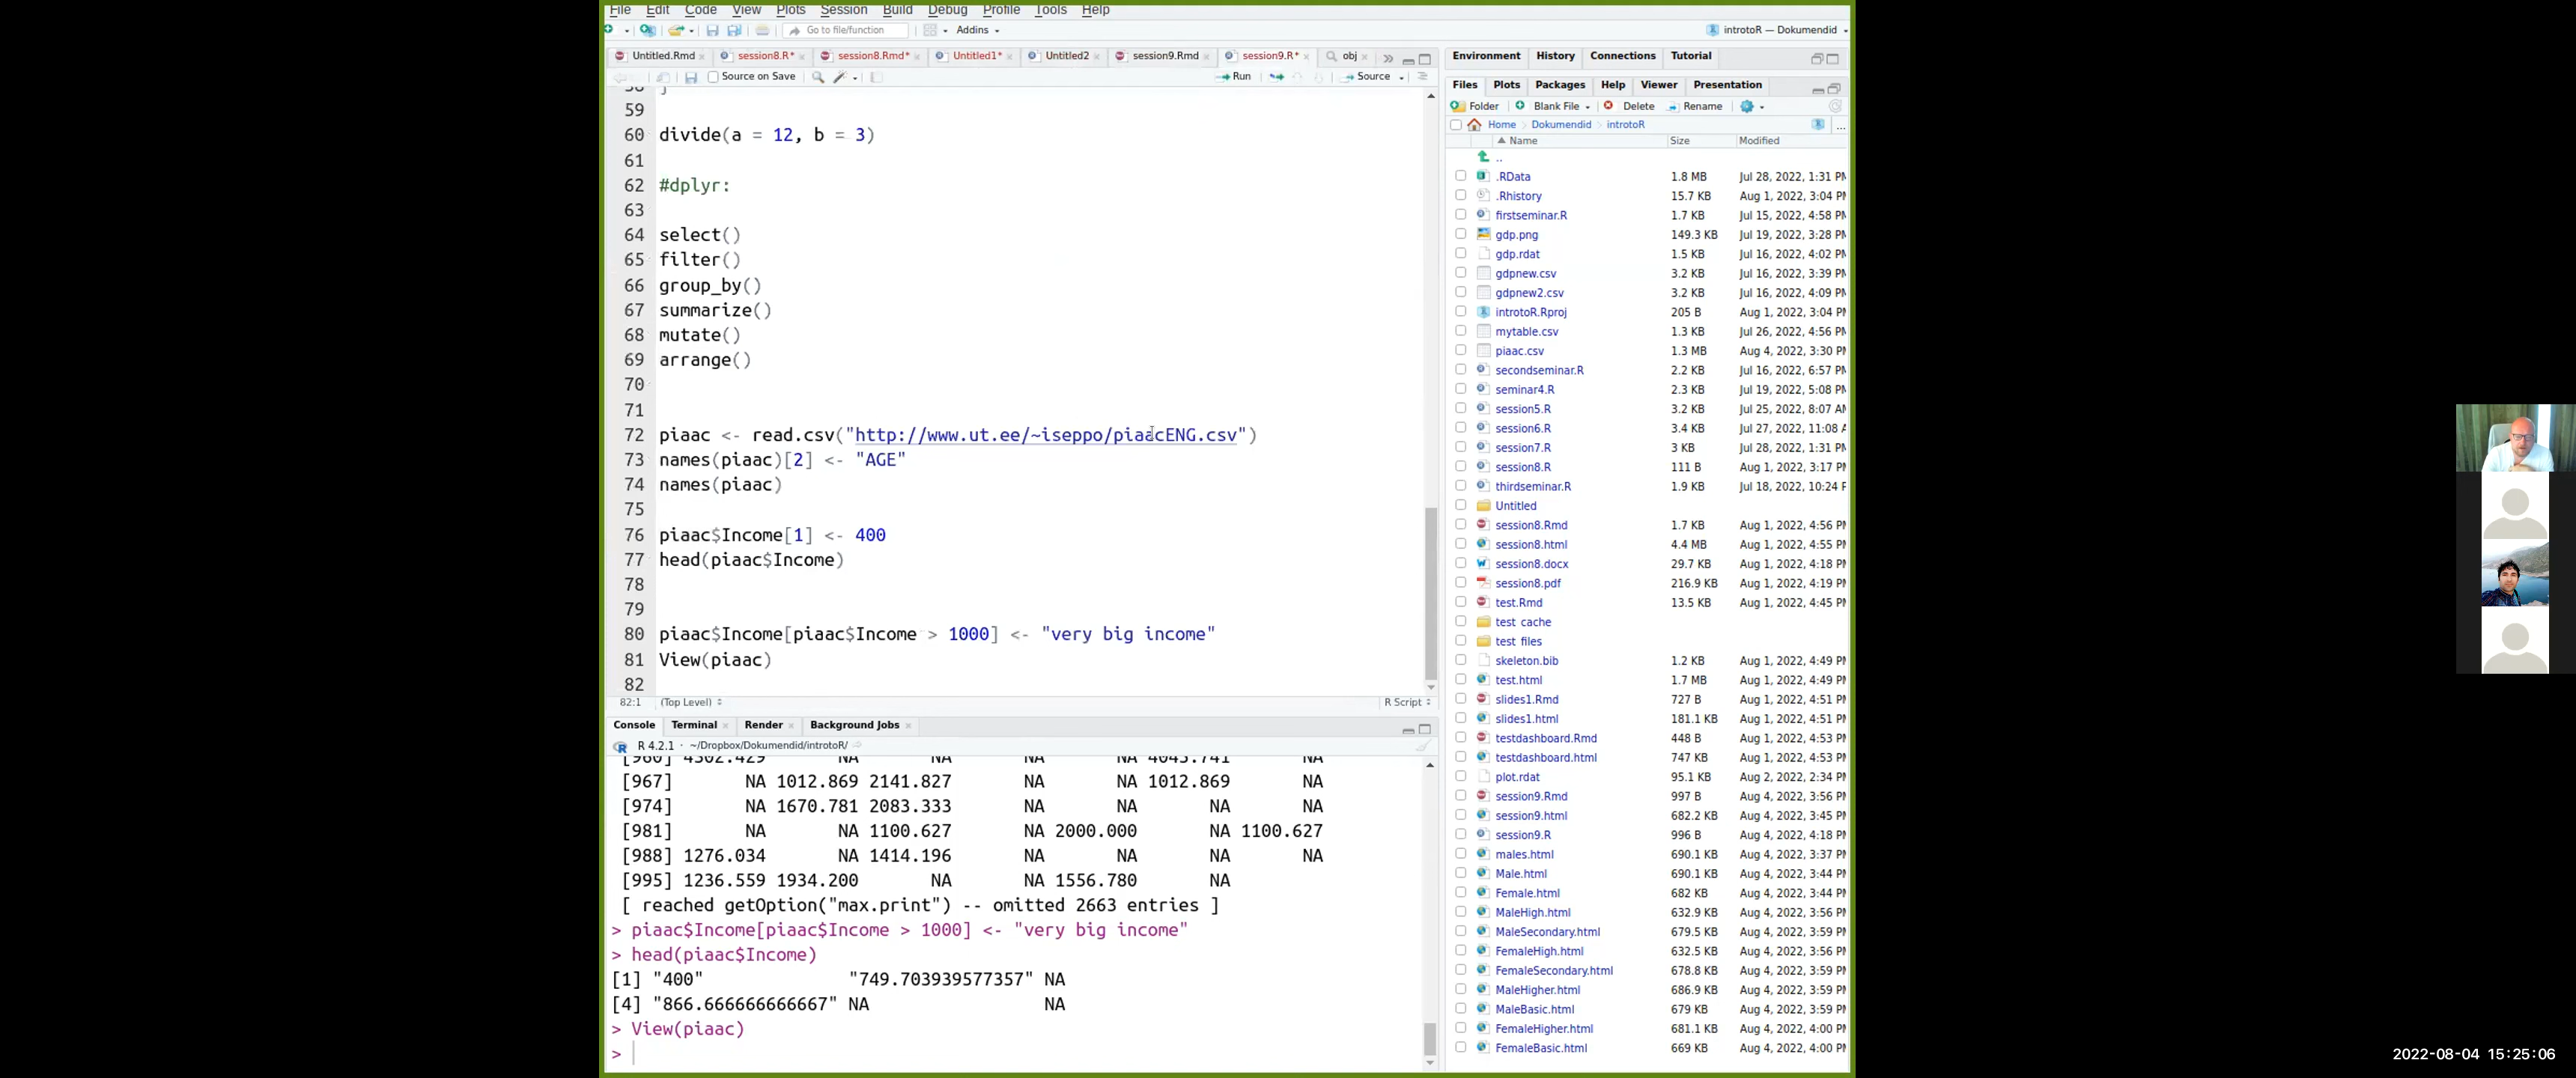 File Edit Code View Plots Session Build Debug Profile Tools Help
Go to file/function Addins introtoR — Dokumendid
Untitled.Rmd session8.R* session8.Rmd* Untitled1* Untitled2 session9.Rmd session9.R* obj
Source on Save Run Source
59
60 divide(a = 12, b = 3)
61
62 #dplyr:
63
64 select()
65 filter()
66 group_by()
67 summarize()
68 mutate()
69 arrange()
70
71
72 piaac <- read.csv("http://www.ut.ee/~iseppo/piaacENG.csv")
73 names(piaac)[2] <- "AGE"
74 names(piaac)
75
76 piaac$Income[1] <- 400
77 head(piaac$Income)
78
79
80 piaac$Income[piaac$Income > 1000] <- "very big income"
81 View(piaac)
82
82:1 (Top Level) R Script
Console Terminal Render Background Jobs
R 4.2.1 · ~/Dropbox/Dokumendid/introtoR/
[960] 4302.429 NA NA NA NA 4043.741 NA
[967] NA 1012.869 2141.827 NA NA 1012.869 NA
[974] NA 1670.781 2083.333 NA NA NA NA
[981] NA NA 1100.627 NA 2000.000 NA 1100.627
[988] 1276.034 NA 1414.196 NA NA NA NA
[995] 1236.559 1934.200 NA NA 1556.780 NA
[ reached getOption("max.print") -- omitted 2663 entries ]
> piaac$Income[piaac$Income > 1000] <- "very big income"
> head(piaac$Income)
[1] "400" "749.703939577357" NA
[4] "866.666666666667" NA NA
> View(piaac)
>
Environment History Connections Tutorial
Files Plots Packages Help Viewer Presentation
Folder Blank File Delete Rename
Home Dokumendid introtoR ...
Name Size Modified
..
.RData 1.8 MB Jul 28, 2022, 1:31 PM
.Rhistory 15.7 KB Aug 1, 2022, 3:04 PM
firstseminar.R 1.7 KB Jul 15, 2022, 4:58 PM
gdp.png 149.3 KB Jul 19, 2022, 3:28 PM
gdp.rdat 1.5 KB Jul 16, 2022, 4:02 PM
gdpnew.csv 3.2 KB Jul 16, 2022, 3:39 PM
gdpnew2.csv 3.2 KB Jul 16, 2022, 4:09 PM
introtoR.Rproj 205 B Aug 1, 2022, 3:04 PM
mytable.csv 1.3 KB Jul 26, 2022, 4:56 PM
piaac.csv 1.3 MB Aug 4, 2022, 3:30 PM
secondseminar.R 2.2 KB Jul 16, 2022, 6:57 PM
seminar4.R 2.3 KB Jul 19, 2022, 5:08 PM
session5.R 3.2 KB Jul 25, 2022, 8:07 AM
session6.R 3.4 KB Jul 27, 2022, 11:08 A
session7.R 3 KB Jul 28, 2022, 1:31 PM
session8.R 111 B Aug 1, 2022, 3:17 PM
thirdseminar.R 1.9 KB Jul 18, 2022, 10:24 P
Untitled
session8.Rmd 1.7 KB Aug 1, 2022, 4:56 PM
session8.html 4.4 MB Aug 1, 2022, 4:55 PM
session8.docx 29.7 KB Aug 1, 2022, 4:18 PM
session8.pdf 216.9 KB Aug 1, 2022, 4:19 PM
test.Rmd 13.5 KB Aug 1, 2022, 4:45 PM
test_cache
test_files
skeleton.bib 1.2 KB Aug 1, 2022, 4:49 PM
test.html 1.7 MB Aug 1, 2022, 4:49 PM
slides1.Rmd 727 B Aug 1, 2022, 4:51 PM
slides1.html 181.1 KB Aug 1, 2022, 4:51 PM
testdashboard.Rmd 448 B Aug 1, 2022, 4:53 PM
testdashboard.html 747 KB Aug 1, 2022, 4:53 PM
plot.rdat 95.1 KB Aug 2, 2022, 2:34 PM
session9.Rmd 997 B Aug 4, 2022, 3:56 PM
session9.html 682.2 KB Aug 4, 2022, 3:45 PM
session9.R 996 B Aug 4, 2022, 4:18 PM
males.html 690.1 KB Aug 4, 2022, 3:37 PM
Male.html 690.1 KB Aug 4, 2022, 3:44 PM
Female.html 682 KB Aug 4, 2022, 3:44 PM
MaleHigh.html 632.9 KB Aug 4, 2022, 3:56 PM
MaleSecondary.html 679.5 KB Aug 4, 2022, 3:59 PM
FemaleHigh.html 632.5 KB Aug 4, 2022, 3:56 PM
FemaleSecondary.html 678.8 KB Aug 4, 2022, 3:59 PM
MaleHigher.html 686.9 KB Aug 4, 2022, 3:59 PM
MaleBasic.html 679 KB Aug 4, 2022, 3:59 PM
FemaleHigher.html 681.1 KB Aug 4, 2022, 4:00 PM
FemaleBasic.html 669 KB Aug 4, 2022, 4:00 PM
2022-08-04 15:25:06